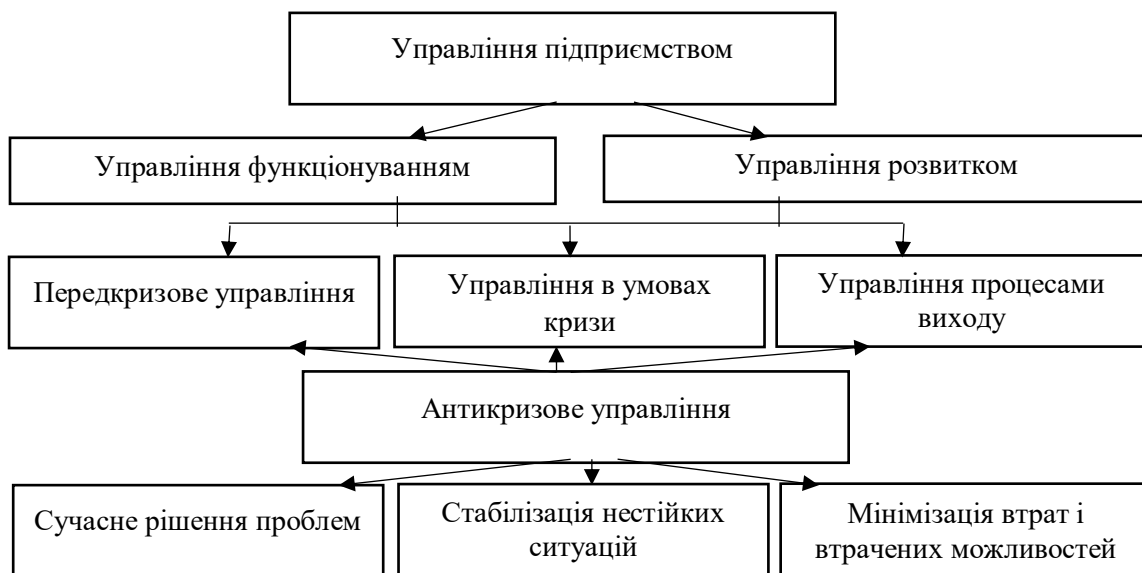 Управління підприємством
Управління функціонуванням
Управління розвитком
Передкризове управління
Управління в умовах
кризи
Управління процесами
виходу
Антикризове управління
Сучасне рішення проблем
Стабілізація нестійких
ситуацій
Мінімізація втрат і
втрачених можливостей